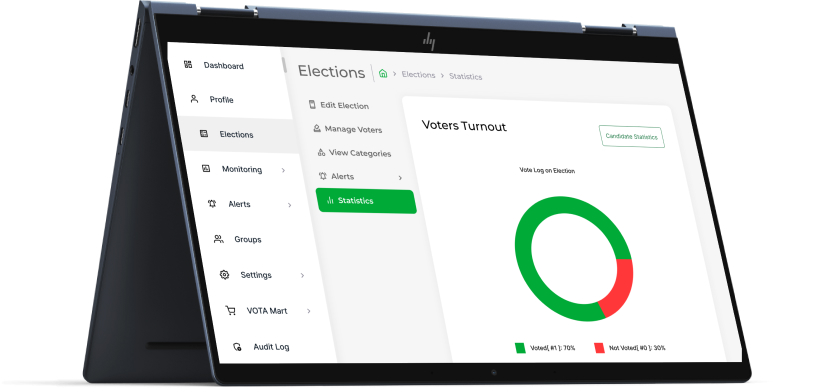 hp
Dashboard
Profile
Elections
Monitoring
Alerts
Groups
Settings
VOTA Mart
Audit Log
Elections
Elections > Statistics
Edit Election
Manage Voters
View Categories
Alerts
Statistics
Voters Turnout
Candidate Statistics
Vote Log on Election
Voted[ #1 ]: 70%
Not Voted[ #0 ]: 30%